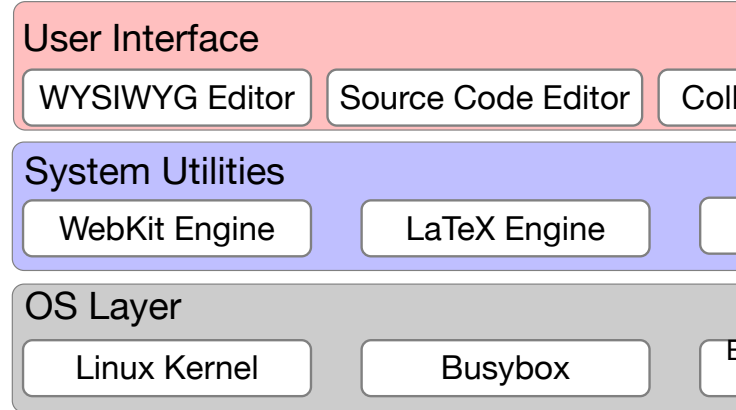 User Interface
WYSIWYG Editor Source Code Editor
System Utilities
WebKit Engine LaTeX Engine
OS Layer
Linux Kernel Busybox